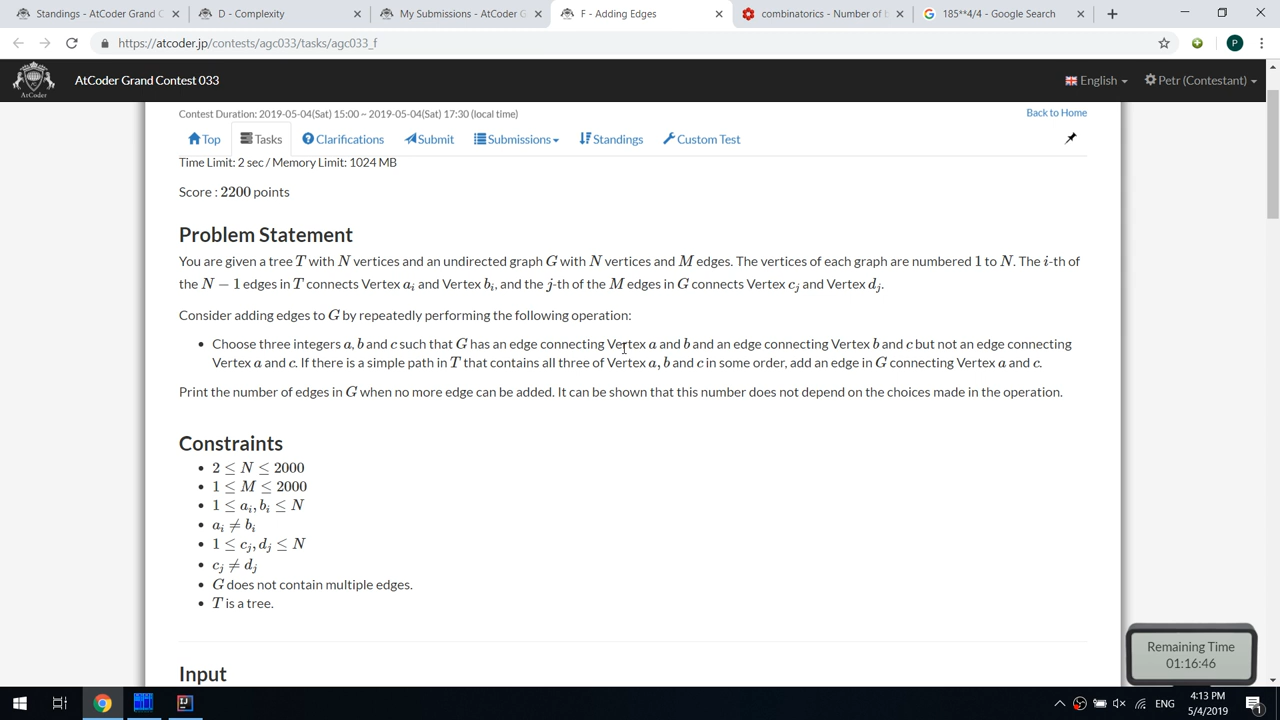 Standings - AtCoder Grand C
D - Complexity
My Submissions - AtCoder G
F - Adding Edges
combinatorics - Number of b
185**4/4 - Google Search
https://atcoder.jp/contests/agc033/tasks/agc033_f
P
AtCoder
AtCoder Grand Contest 033
English
Petr (Contestant)
Contest Duration: 2019-05-04(Sat) 15:00 ~ 2019-05-04(Sat) 17:30 (local time)
Back to Home
Top
Tasks
Clarifications
Submit
Submissions
Standings
Custom Test
Time Limit: 2 sec / Memory Limit: 1024 MB
Score : 2200 points
Problem Statement
You are given a tree T with N vertices and an undirected graph G with N vertices and M edges. The vertices of each graph are numbered 1 to N. The i-th of
the N − 1 edges in T connects Vertex a_i and Vertex b_i, and the j-th of the M edges in G connects Vertex c_j and Vertex d_j.
Consider adding edges to G by repeatedly performing the following operation:
• Choose three integers a, b and c such that G has an edge connecting Vertex a and b and an edge connecting Vertex b and c but not an edge connecting
Vertex a and c. If there is a simple path in T that contains all three of Vertex a, b and c in some order, add an edge in G connecting Vertex a and c.
Print the number of edges in G when no more edge can be added. It can be shown that this number does not depend on the choices made in the operation.
Constraints
• 2 ≤ N ≤ 2000
• 1 ≤ M ≤ 2000
• 1 ≤ a_i, b_i ≤ N
• a_i ≠ b_i
• 1 ≤ c_j, d_j ≤ N
• c_j ≠ d_j
• G does not contain multiple edges.
• T is a tree.
Input
Remaining Time
01:16:46
ENG
4:13 PM
5/4/2019
1